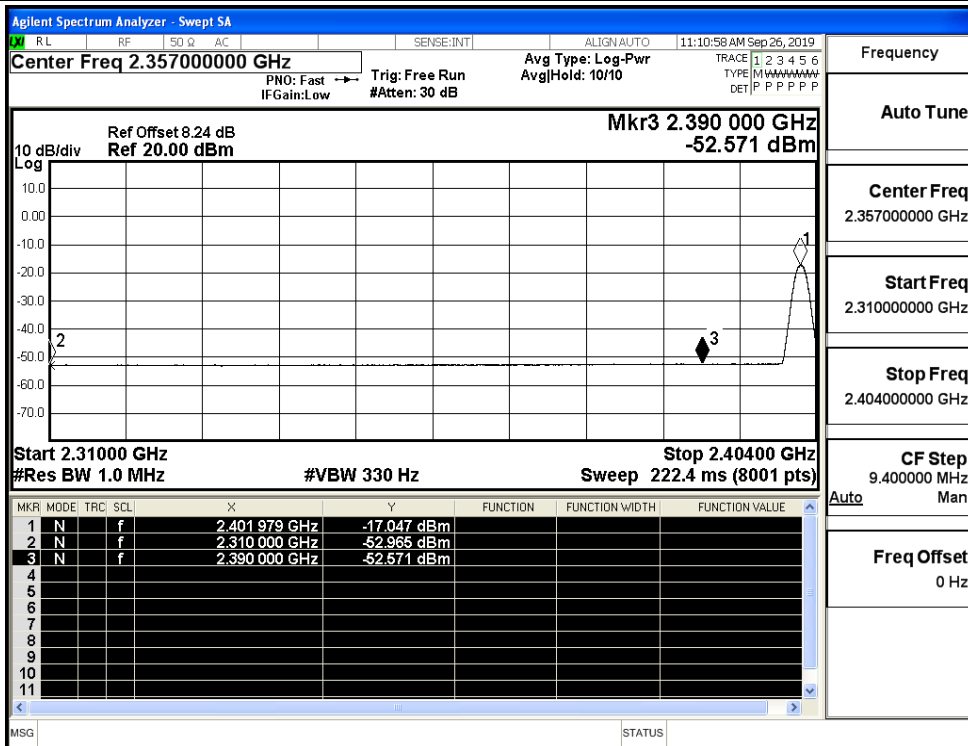 Agilent Spectrum Analyzer - Swept SA
LXI RL RF 50 Ω AC SENSE:INT ALIGN AUTO 11:10:58 AM Sep 26, 2019
Center Freq 2.357000000 GHz
PNO: Fast
IFGain:Low
Trig: Free Run
#Atten: 30 dB
Avg Type: Log-Pwr
Avg|Hold: 10/10
TRACE 1 2 3 4 5 6
TYPE M W W W W W
DET P P P P P P
Ref Offset 8.24 dB
10 dB/div Ref 20.00 dBm
Log
Mkr3 2.390 000 GHz
-52.571 dBm
10.0
0.00
-10.0
-20.0
-30.0
-40.0
-50.0
-60.0
-70.0
1
2
3
Start 2.31000 GHz Stop 2.40400 GHz
#Res BW 1.0 MHz #VBW 330 Hz Sweep 222.4 ms (8001 pts)
MKR MODE TRC SCL X Y FUNCTION FUNCTION WIDTH FUNCTION VALUE
1 N f 2.401 979 GHz -17.047 dBm
2 N f 2.310 000 GHz -52.965 dBm
3 N f 2.390 000 GHz -52.571 dBm
4
5
6
7
8
9
10
11
MSG STATUS
Frequency
Auto Tune
Center Freq
2.357000000 GHz
Start Freq
2.310000000 GHz
Stop Freq
2.404000000 GHz
CF Step
9.400000 MHz
Auto Man
Freq Offset
0 Hz